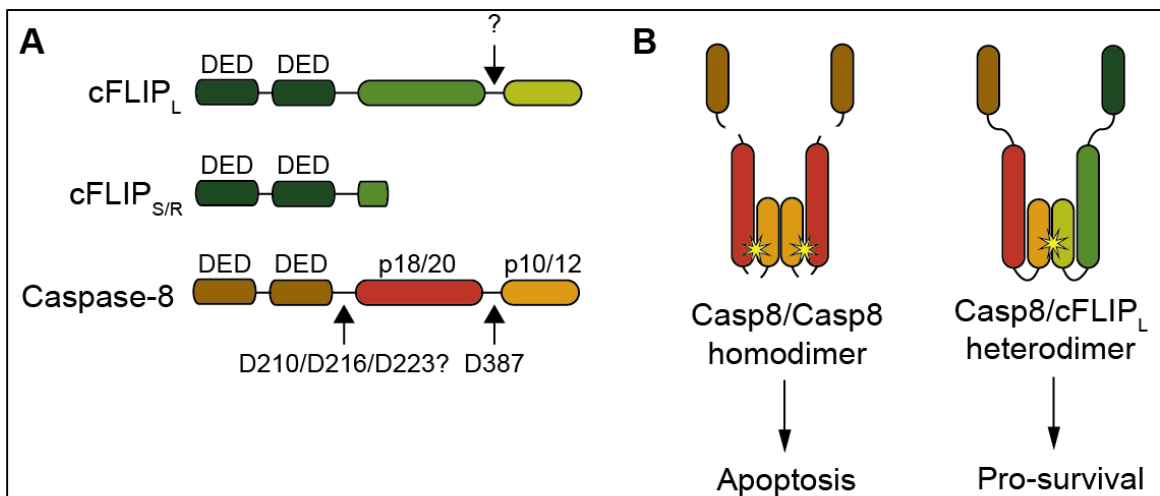 A
?
DED DED
cFLIPL
DED DED
cFLIPS/R
DED DED p18/20 p10/12
Caspase-8
D210/D216/D223? D387
B
Casp8/Casp8
homodimer
Casp8/cFLIPL
heterodimer
Apoptosis
Pro-survival